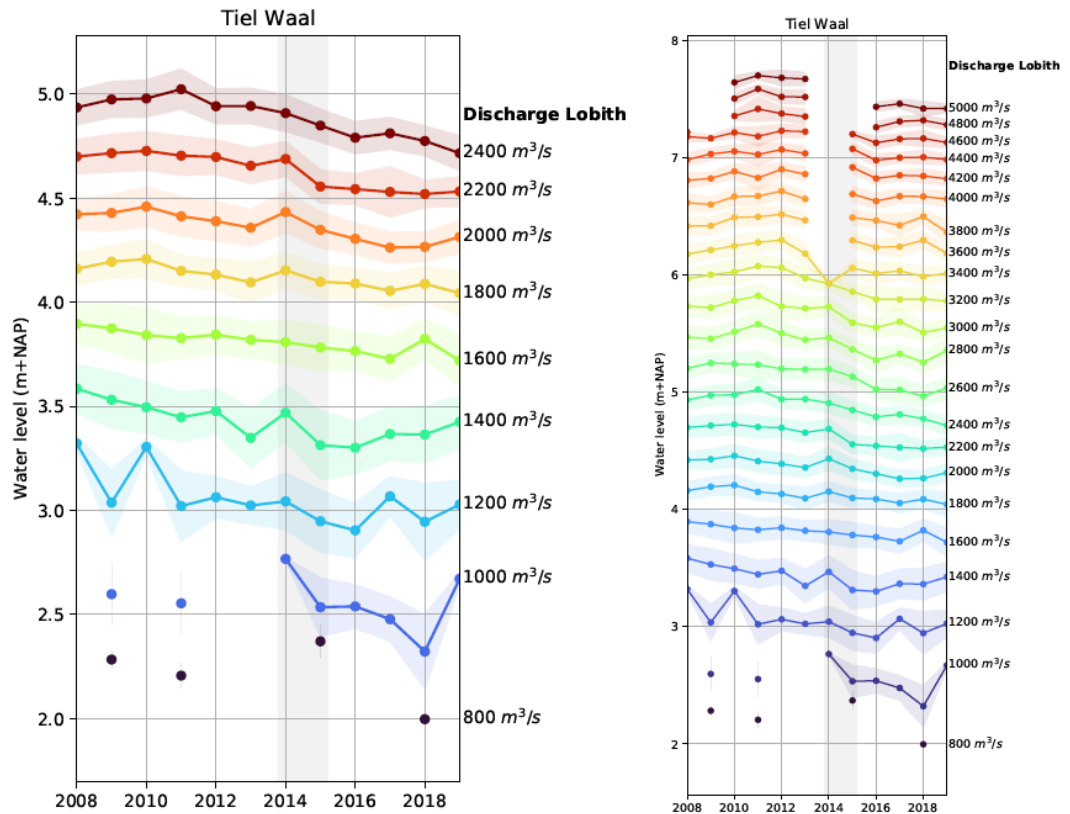 Tiel Waal
Water level (m+NAP)
5.0
4.5
4.0
3.5
3.0
2.5
2.0
2008
2010
2012
2014
2016
2018
Discharge Lobith
2400 m³/s
2200 m³/s
2000 m³/s
1800 m³/s
1600 m³/s
1400 m³/s
1200 m³/s
1000 m³/s
800 m³/s
Tiel Waal
Water level (m+NAP)
8
7
6
5
4
3
2
2008
2010
2012
2014
2016
2018
Discharge Lobith
5000 m³/s
4800 m³/s
4600 m³/s
4400 m³/s
4200 m³/s
4000 m³/s
3800 m³/s
3600 m³/s
3400 m³/s
3200 m³/s
3000 m³/s
2800 m³/s
2600 m³/s
2400 m³/s
2200 m³/s
2000 m³/s
1800 m³/s
1600 m³/s
1400 m³/s
1200 m³/s
1000 m³/s
800 m³/s